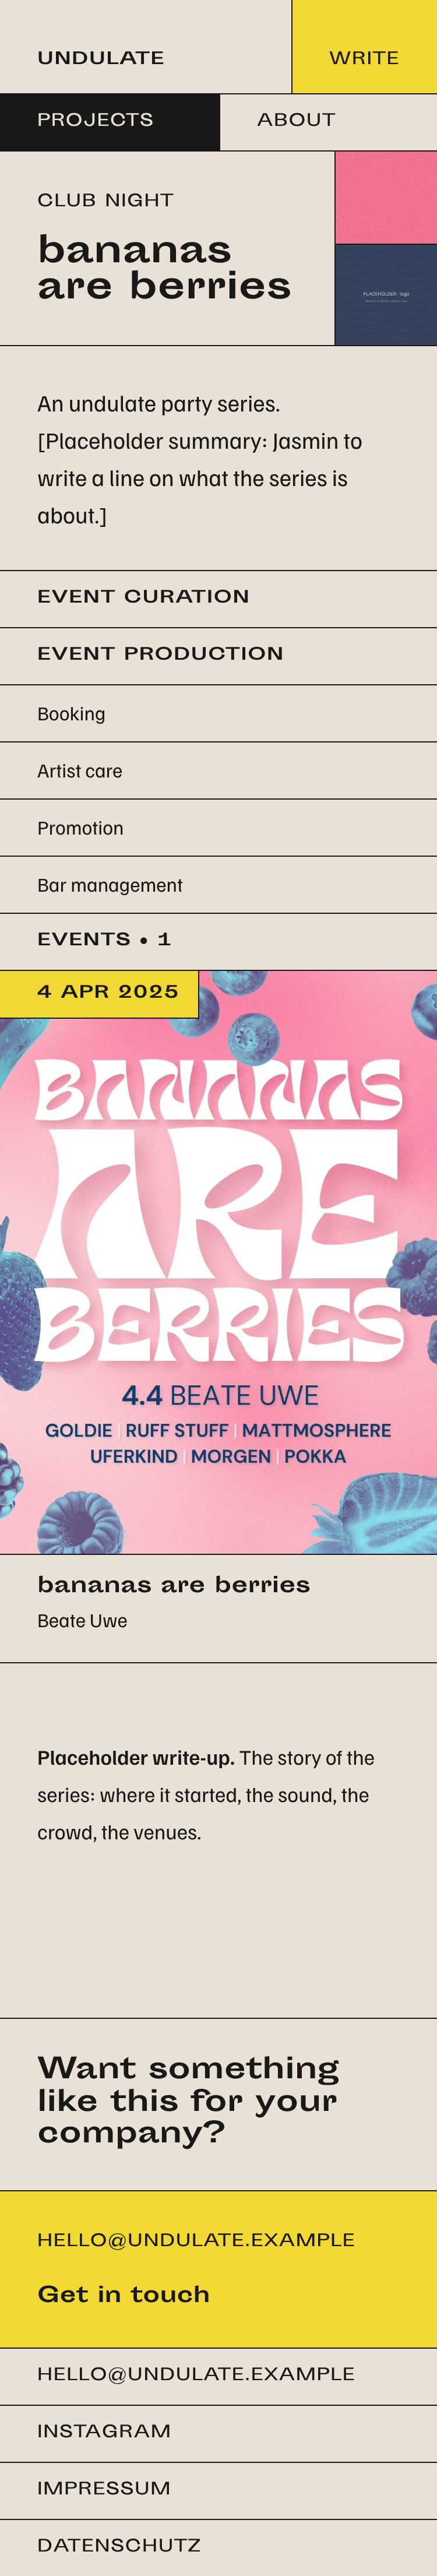 UNDULATE
WRITE
PROJECTS
ABOUT
CLUB NIGHT
bananas
are berries
PLACEHOLDER · logo
An undulate party series.
[Placeholder summary: Jasmin to
write a line on what the series is
about.]
EVENT CURATION
EVENT PRODUCTION
Booking
Artist care
Promotion
Bar management
EVENTS • 1
4 APR 2025
BANANAS
ARE
BERRIES
4.4 BEATE UWE
GOLDIE | RUFF STUFF | MATTMOSPHERE
UFERKIND | MORGEN | POKKA
bananas are berries
Beate Uwe
Placeholder write-up. The story of the
series: where it started, the sound, the
crowd, the venues.
Want something
like this for your
company?
HELLO@UNDULATE.EXAMPLE
Get in touch
HELLO@UNDULATE.EXAMPLE
INSTAGRAM
IMPRESSUM
DATENSCHUTZ